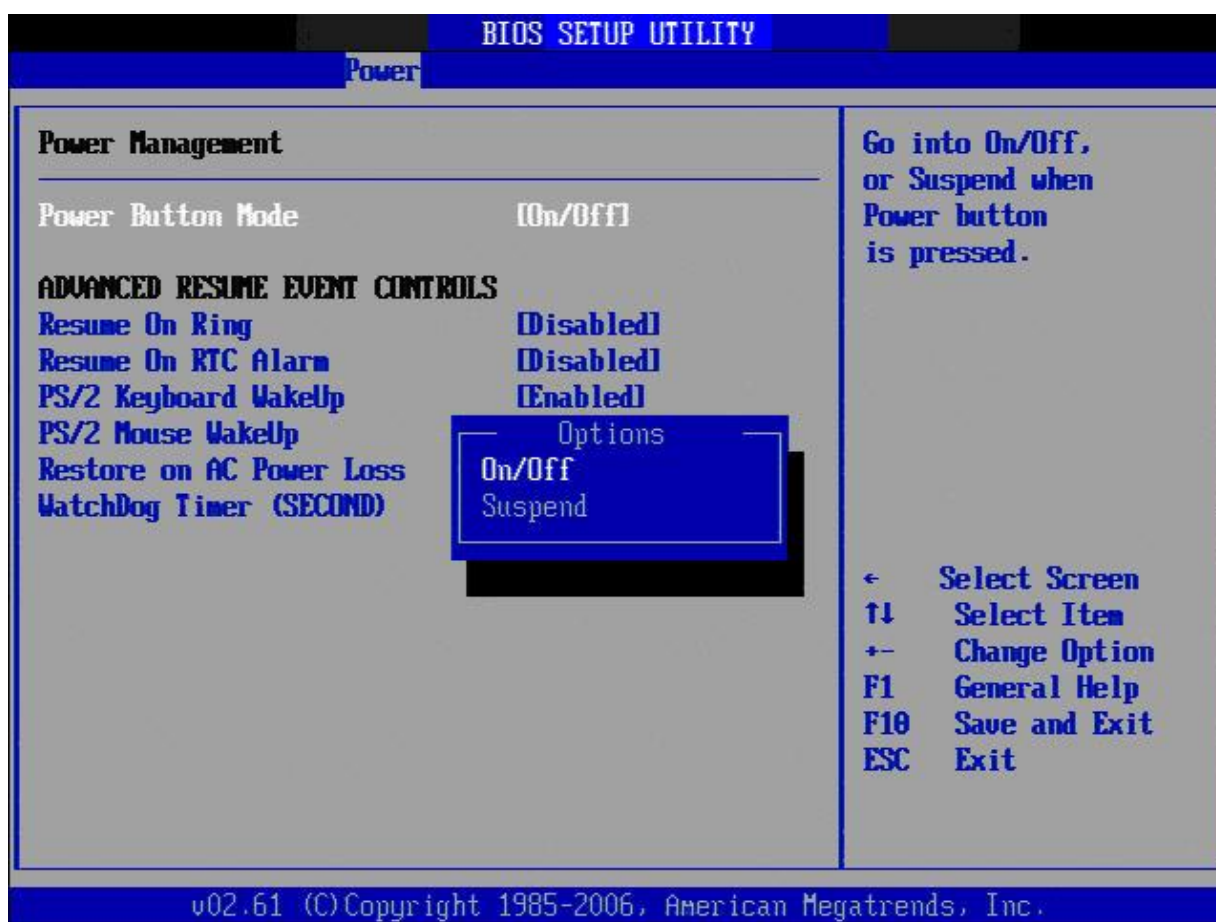 BIOS SETUP UTILITY
Power
Power Management
Power Button Mode [On/Off]
ADVANCED RESUME EVENT CONTROLS
Resume On Ring [Disabled]
Resume On RTC Alarm [Disabled]
PS/2 Keyboard WakeUp [Enabled]
PS/2 Mouse WakeUp
Restore on AC Power Loss
WatchDog Timer (SECOND)
Options
On/Off
Suspend
Go into On/Off,
or Suspend when
Power button
is pressed.
← Select Screen
↑↓ Select Item
+- Change Option
F1 General Help
F10 Save and Exit
ESC Exit
v02.61 (C)Copyright 1985-2006, American Megatrends, Inc.